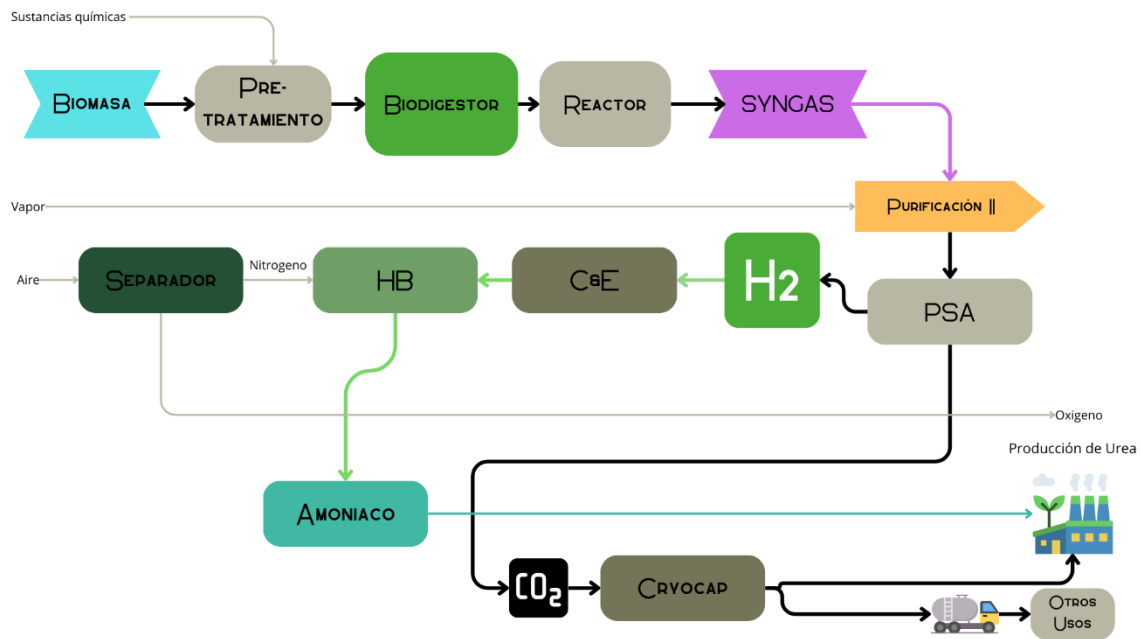 Sustancias químicas
BIOMASA
PRE-
TRATAMIENTO
BIODIGESTOR
REACTOR
SYNGAS
Vapor
PURIFICACIÓN II
Aire
SEPARADOR
Nitrogeno
HB
C&E
H2
PSA
Oxigeno
Producción de Urea
AMONIACO
CO₂
CRYOCAP
OTROS
USOS